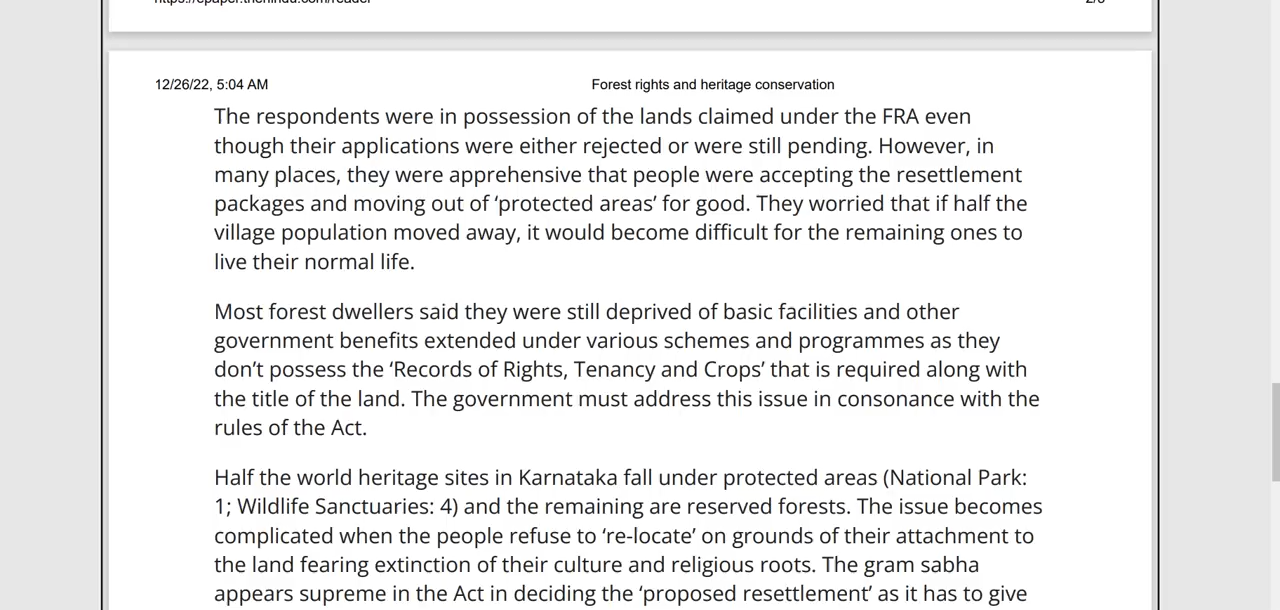 https://epaper.thehindu.com/reader
12/26/22, 5:04 AM Forest rights and heritage conservation
The respondents were in possession of the lands claimed under the FRA even
though their applications were either rejected or were still pending. However, in
many places, they were apprehensive that people were accepting the resettlement
packages and moving out of ‘protected areas’ for good. They worried that if half the
village population moved away, it would become difficult for the remaining ones to
live their normal life.
Most forest dwellers said they were still deprived of basic facilities and other
government benefits extended under various schemes and programmes as they
don’t possess the ‘Records of Rights, Tenancy and Crops’ that is required along with
the title of the land. The government must address this issue in consonance with the
rules of the Act.
Half the world heritage sites in Karnataka fall under protected areas (National Park:
1; Wildlife Sanctuaries: 4) and the remaining are reserved forests. The issue becomes
complicated when the people refuse to ‘re-locate’ on grounds of their attachment to
the land fearing extinction of their culture and religious roots. The gram sabha
appears supreme in the Act in deciding the ‘proposed resettlement’ as it has to give